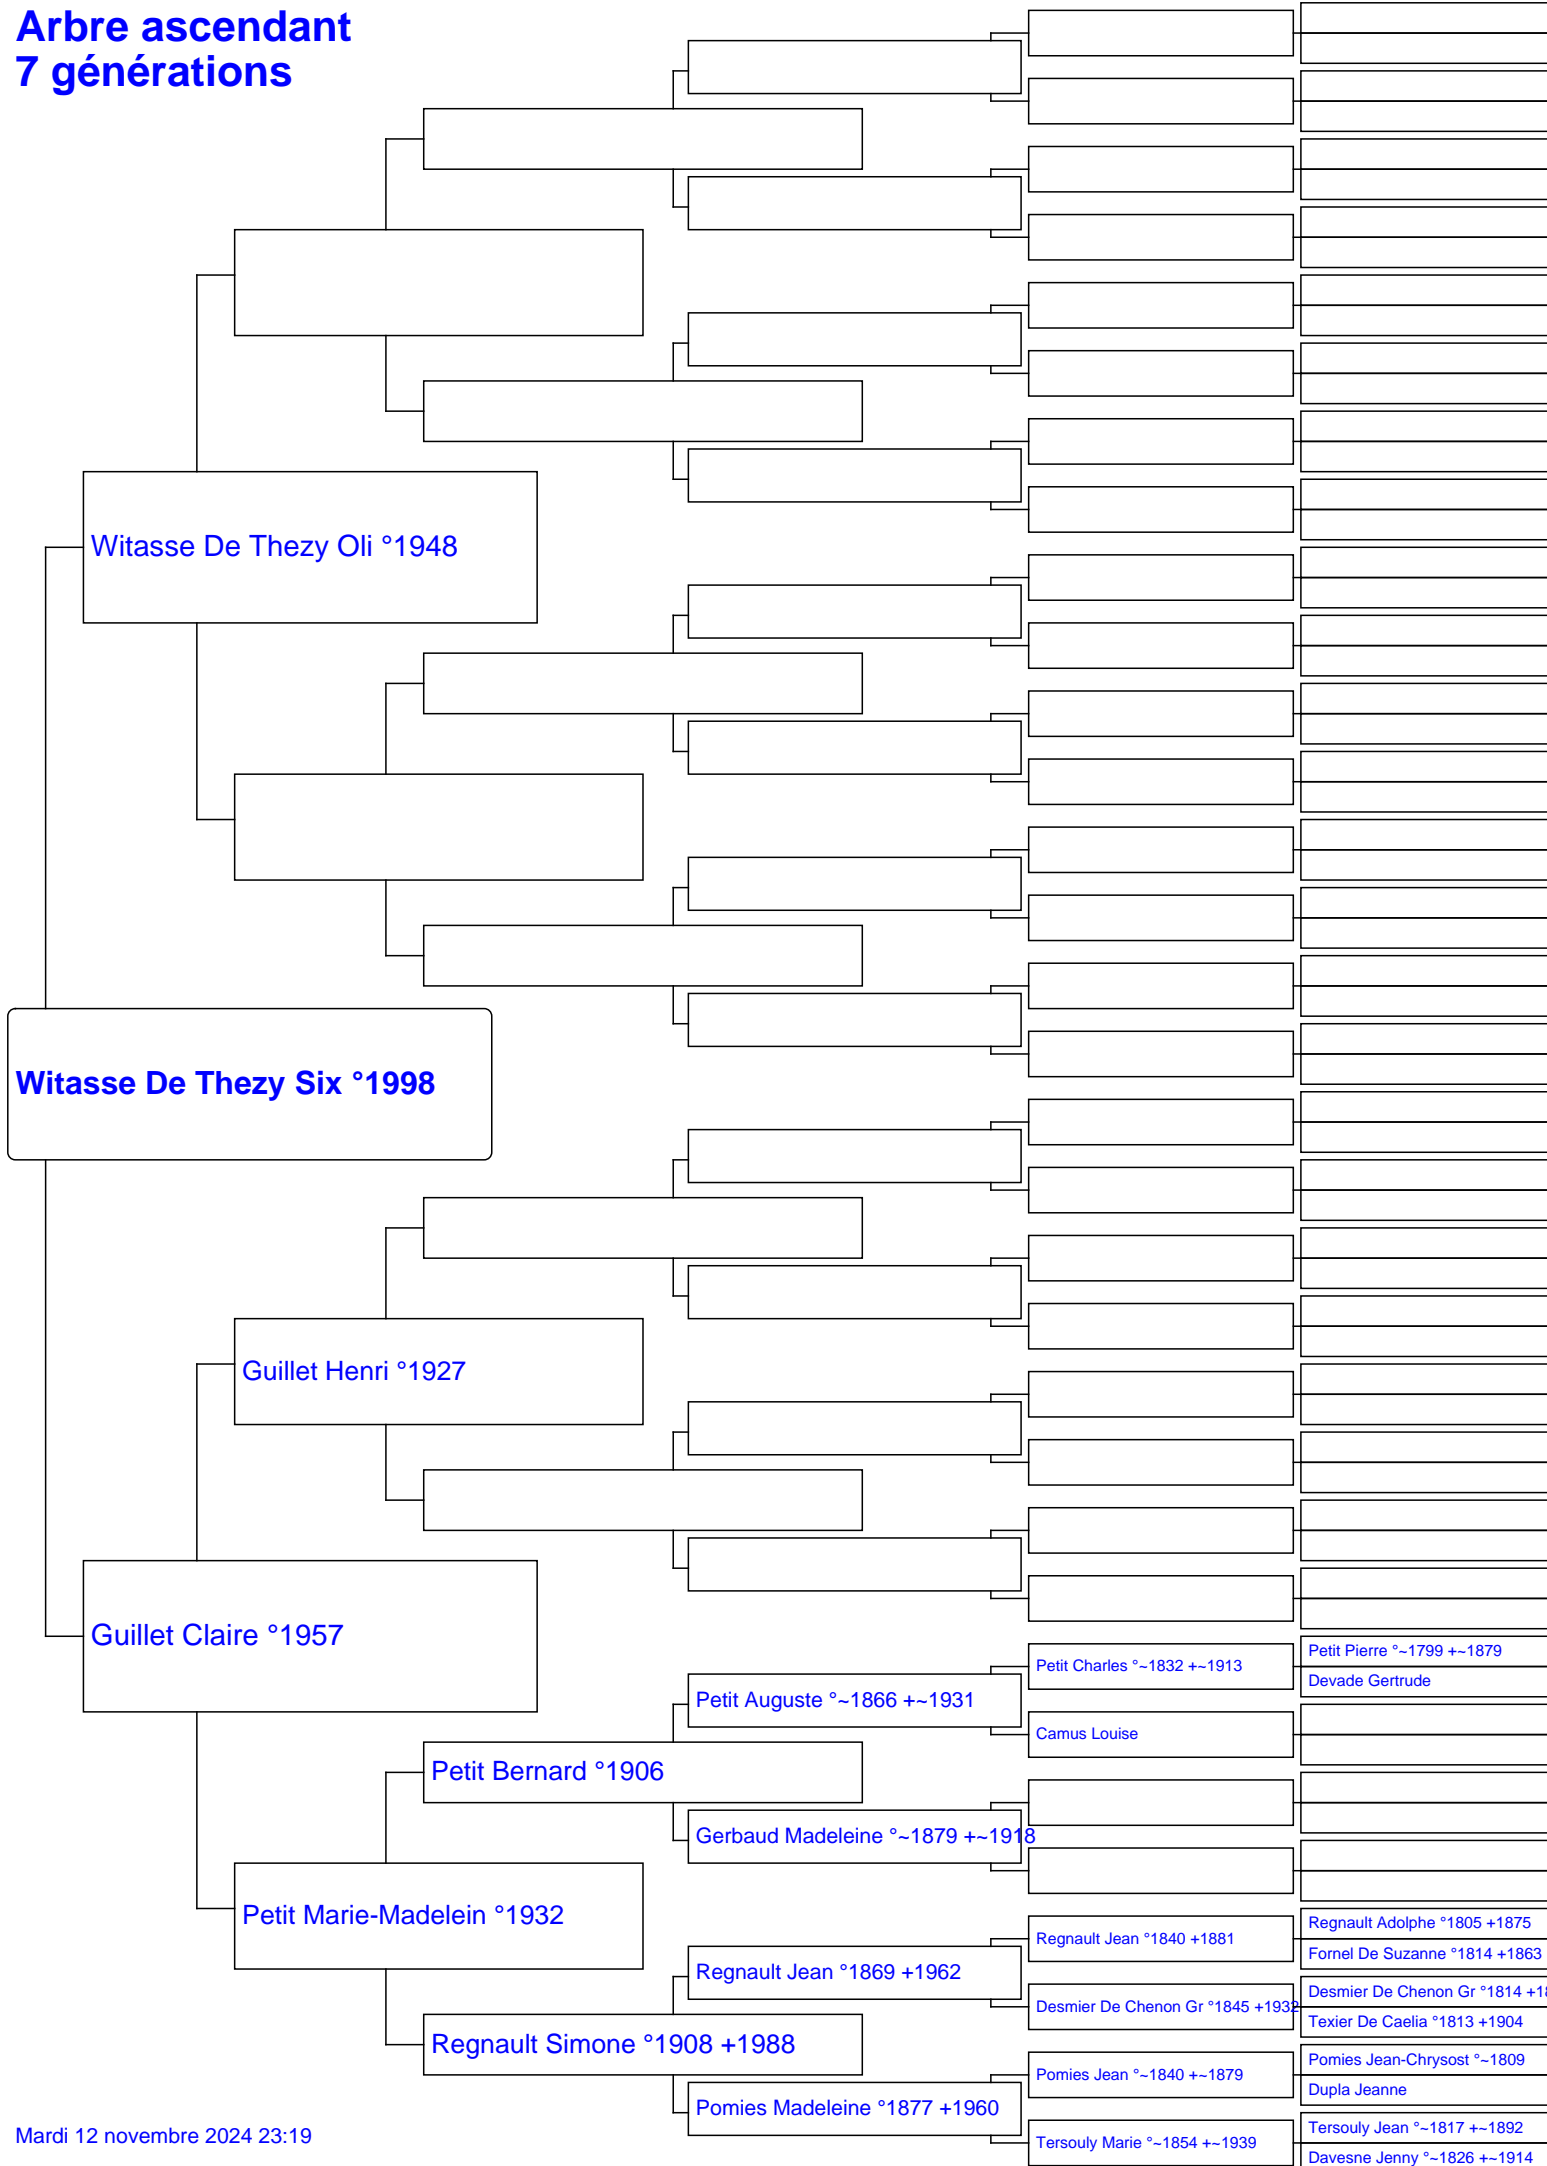 Arbre ascendant
7 générations
Witasse De Thezy Oli °1948
Witasse De Thezy Six °1998
Guillet Henri °1927
Guillet Claire °1957
Petit Charles °~1832 +~1913
Petit Pierre °~1799 +~1879
Devade Gertrude
Petit Auguste °~1866 +~1931
Camus Louise
Petit Bernard °1906
Gerbaud Madeleine °~1879 +~1918
Petit Marie-Madelein °1932
Regnault Jean °1840 +1881
Regnault Adolphe °1805 +1875
Fornel De Suzanne °1814 +1863
Regnault Jean °1869 +1962
Desmier De Chenon Gr °1845 +1932
Desmier De Chenon Gr °1814
Texier De Caelia °1813 +1904
Regnault Simone °1908 +1988
Pomies Jean °~1840 +~1879
Pomies Jean-Chrysost °~1809
Dupla Jeanne
Pomies Madeleine °1877 +1960
Tersouly Marie °~1854 +~1939
Tersouly Jean °~1817 +~1892
Davesne Jenny °~1826 +~1914
Mardi 12 novembre 2024 23:19